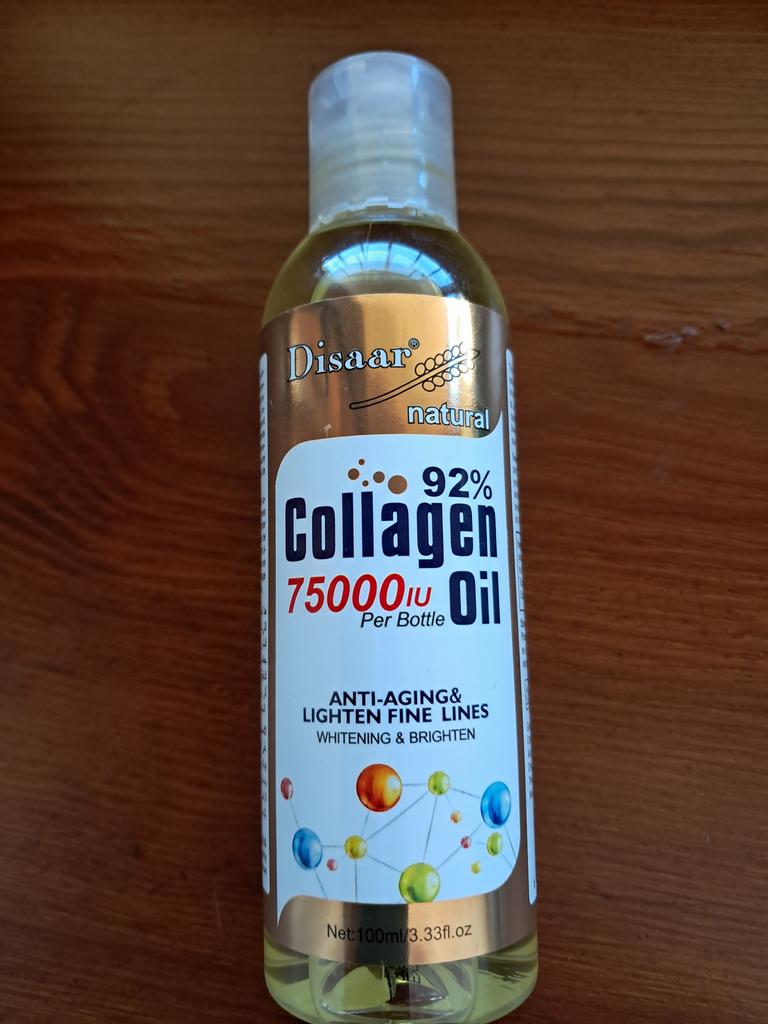 Disaar®
natural
92%
Collagen
75000IU Oil
Per Bottle
ANTI-AGING&
LIGHTEN FINE LINES
WHITENING & BRIGHTEN
Net:100ml/3.33fl.oz